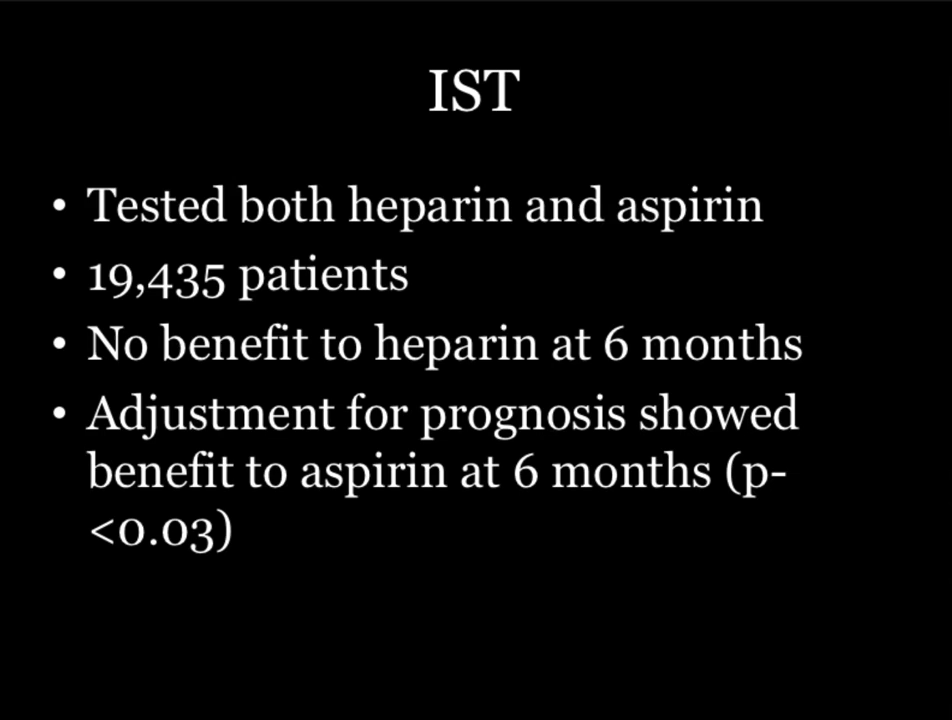 IST
• Tested both heparin and aspirin
• 19,435 patients
• No benefit to heparin at 6 months
• Adjustment for prognosis showed
benefit to aspirin at 6 months (p-
<0.03)